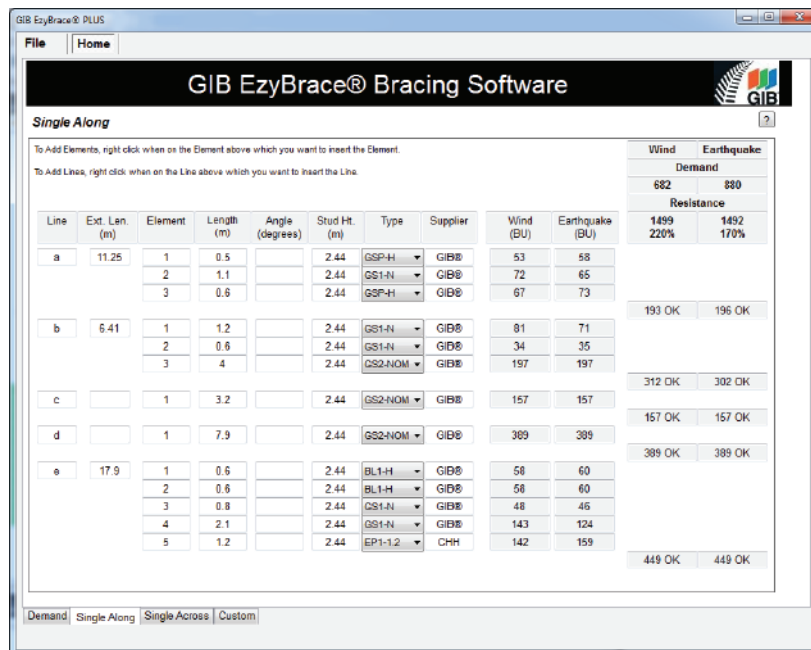 GIB EzyBrace® PLUS
File Home
GIB EzyBrace® Bracing Software
GIB
Single Along
?
To Add Elements, right click when on the Element above which you want to insert the Element.
To Add Lines, right click when on the Line above which you want to insert the Line.
Wind Earthquake
Demand
682 880
Resistance
1499 1492
220% 170%
Line Ext. Len. (m) Element Length (m) Angle (degrees) Stud Ht. (m) Type Supplier Wind (BU) Earthquake (BU)
a 11.25 1 0.5 2.44 GSP-H GIB® 53 58
2 1.1 2.44 GS1-N GIB® 72 65
3 0.6 2.44 GSP-H GIB® 67 73
193 OK 196 OK
b 6.41 1 1.2 2.44 GS1-N GIB® 81 71
2 0.6 2.44 GS1-N GIB® 34 35
3 4 2.44 GS2-NOM GIB® 197 197
312 OK 302 OK
c 1 3.2 2.44 GS2-NOM GIB® 157 157
157 OK 157 OK
d 1 7.9 2.44 GS2-NOM GIB® 389 389
389 OK 389 OK
e 17.9 1 0.6 2.44 BL1-H GIB® 58 60
2 0.6 2.44 BL1-H GIB® 58 60
3 0.8 2.44 GS1-N GIB® 48 46
4 2.1 2.44 GS1-N GIB® 143 124
5 1.2 2.44 EP1-1.2 CHH 142 159
449 OK 449 OK
Demand Single Along Single Across Custom